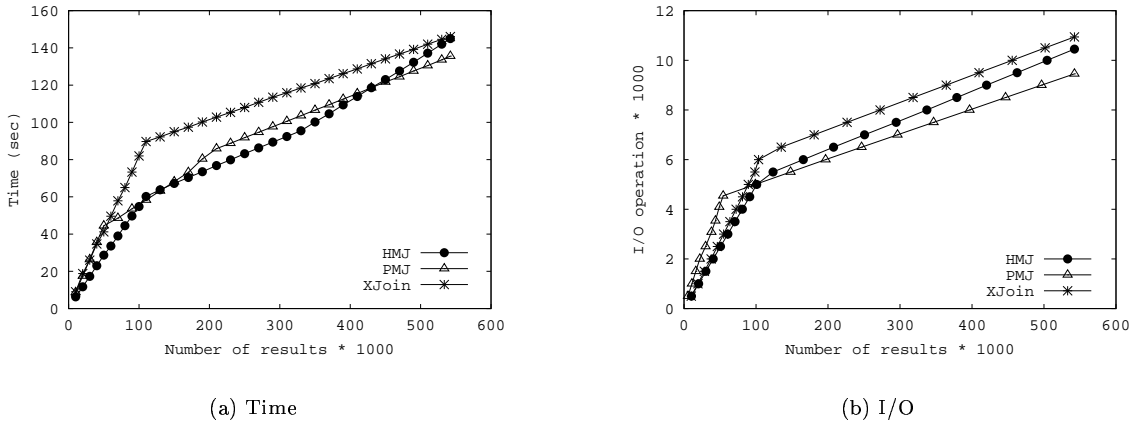 160
140
120
100
80
60
40
20
0
Time (sec)
0 100 200 300 400 500 600
Number of results * 1000
HMJ
PMJ
XJoin
(a) Time
12
10
8
6
4
2
0
I/O operation * 1000
0 100 200 300 400 500 600
Number of results * 1000
HMJ
PMJ
XJoin
(b) I/O